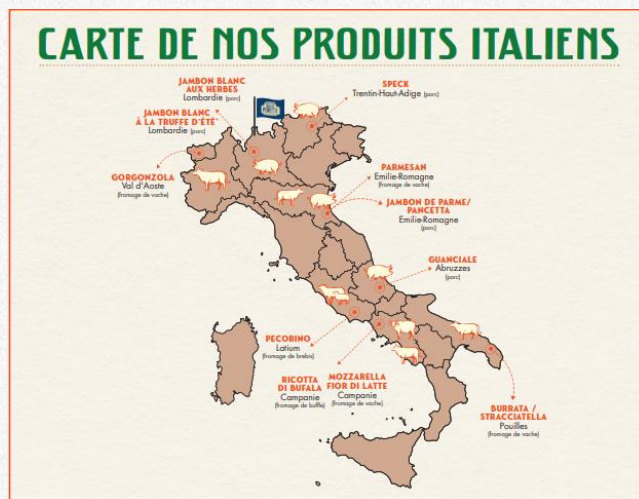 CARTE DE NOS PRODUITS ITALIENS
JAMBON BLANC
AUX HERBES
Lombardie (porc)
SPECK
Trentin-Haut-Adige (porc)
JAMBON BLANC
À LA TRUFFE D'ÉTÉ
Lombardie (porc)
GORGONZOLA
Val d'Aoste
(fromage de vache)
PARMESAN
Emilie-Romagne
(fromage de vache)
JAMBON DE PARME/
PANCETTA
Emilie-Romagne
(porc)
GUANCIALE
Abruzzes
(porc)
PECORINO
Latium
(fromage de brebis)
RICOTTA
DI BUFALA
Campanie
(fromage de buffle)
MOZZARELLA
FIOR DI LATTE
Campanie
(fromage de vache)
BURRATA /
STRACCIATELLA
Pouilles
(fromage de vache)